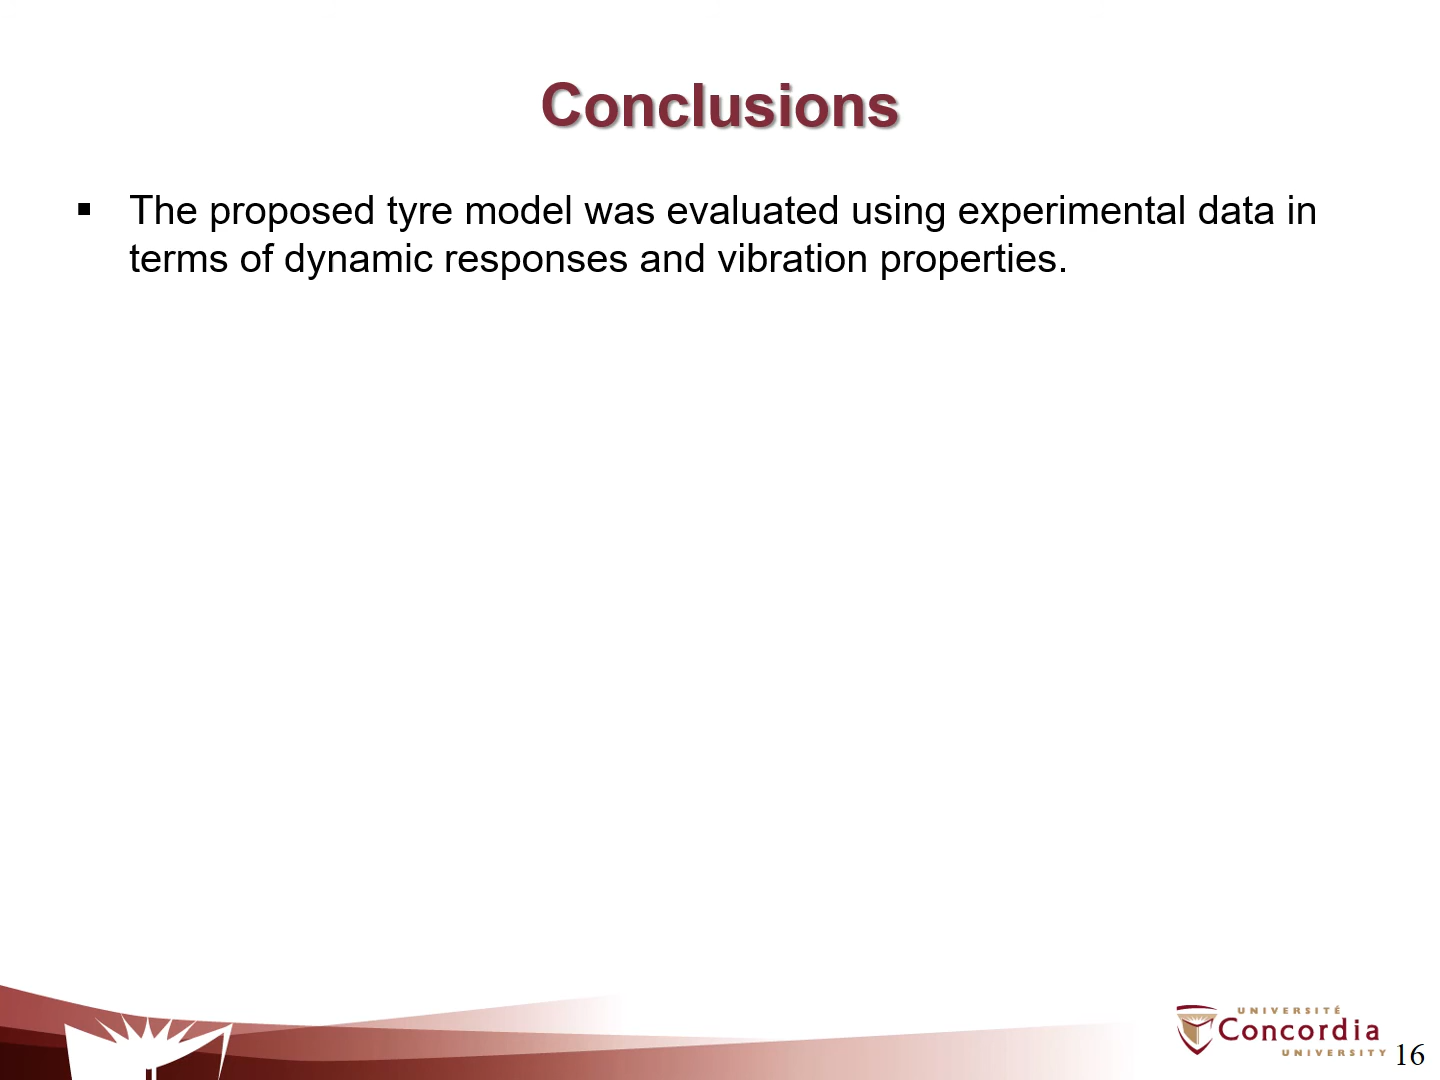 Conclusions
▪ The proposed tyre model was evaluated using experimental data in
terms of dynamic responses and vibration properties.
UNIVERSITÉ
Concordia
UNIVERSITY
16